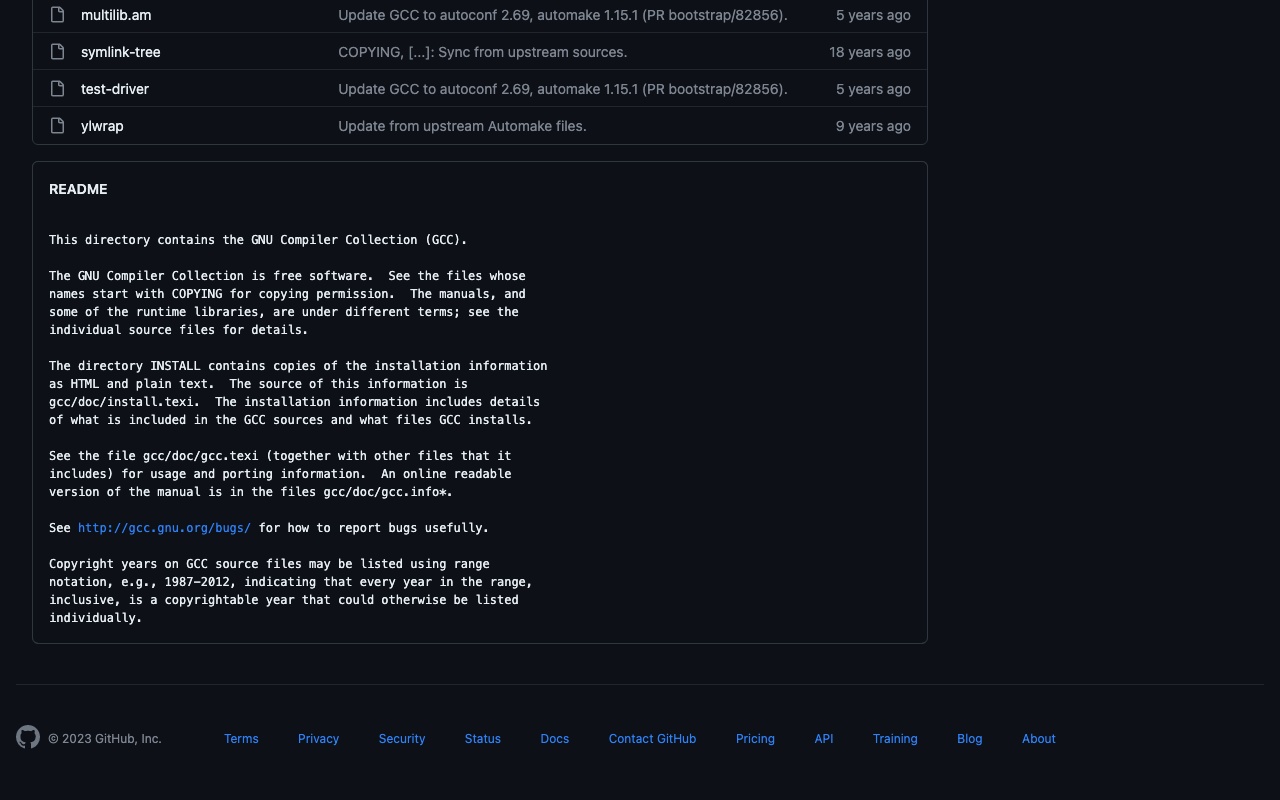 multilib.am Update GCC to autoconf 2.69, automake 1.15.1 (PR bootstrap/82856). 5 years ago
symlink-tree COPYING, [...]: Sync from upstream sources. 18 years ago
test-driver Update GCC to autoconf 2.69, automake 1.15.1 (PR bootstrap/82856). 5 years ago
ylwrap Update from upstream Automake files. 9 years ago
README
This directory contains the GNU Compiler Collection (GCC).
The GNU Compiler Collection is free software.  See the files whose
names start with COPYING for copying permission.  The manuals, and
some of the runtime libraries, are under different terms; see the
individual source files for details.
The directory INSTALL contains copies of the installation information
as HTML and plain text.  The source of this information is
gcc/doc/install.texi.  The installation information includes details
of what is included in the GCC sources and what files GCC installs.
See the file gcc/doc/gcc.texi (together with other files that it
includes) for usage and porting information.  An online readable
version of the manual is in the files gcc/doc/gcc.info*.
See http://gcc.gnu.org/bugs/ for how to report bugs usefully.
Copyright years on GCC source files may be listed using range
notation, e.g., 1987-2012, indicating that every year in the range,
inclusive, is a copyrightable year that could otherwise be listed
individually.
© 2023 GitHub, Inc. Terms Privacy Security Status Docs Contact GitHub Pricing API Training Blog About